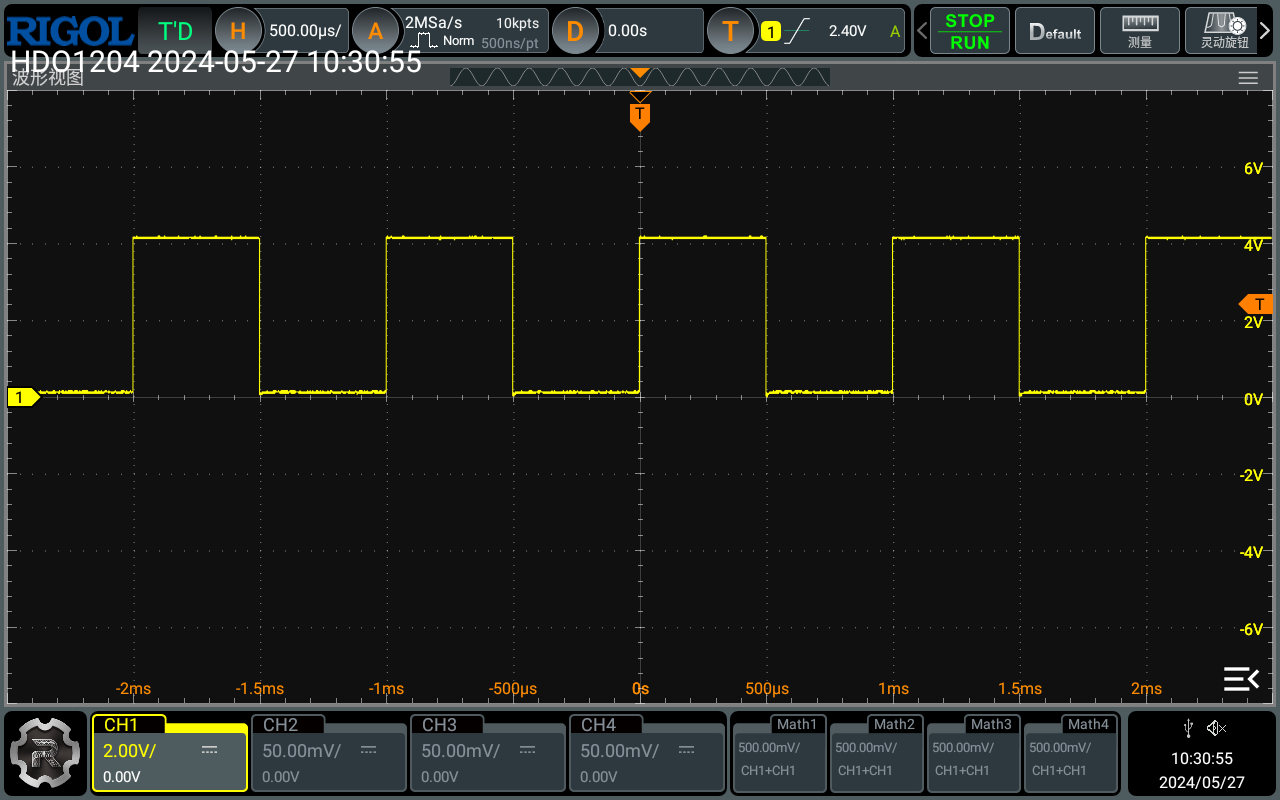 RIGOL T'D H 500.00µs/ A 2MSa/s 10kpts D 0.00s T 1 2.40V A STOP RUN Default 测量 灵动旋钮
Norm 500ns/pt
HDO1204 2024-05-27 10:30:55
波形视图
T
6V
4V
T
2V
1
0V
-2V
-4V
-6V
-2ms -1.5ms -1ms -500µs 0s 500µs 1ms 1.5ms 2ms
CH1 CH2 CH3 CH4 Math1 Math2 Math3 Math4
2.00V/ 50.00mV/ 50.00mV/ 50.00mV/ 500.00mV/ 500.00mV/ 500.00mV/ 500.00mV/
0.00V 0.00V 0.00V 0.00V CH1+CH1 CH1+CH1 CH1+CH1 CH1+CH1
10:30:55
2024/05/27